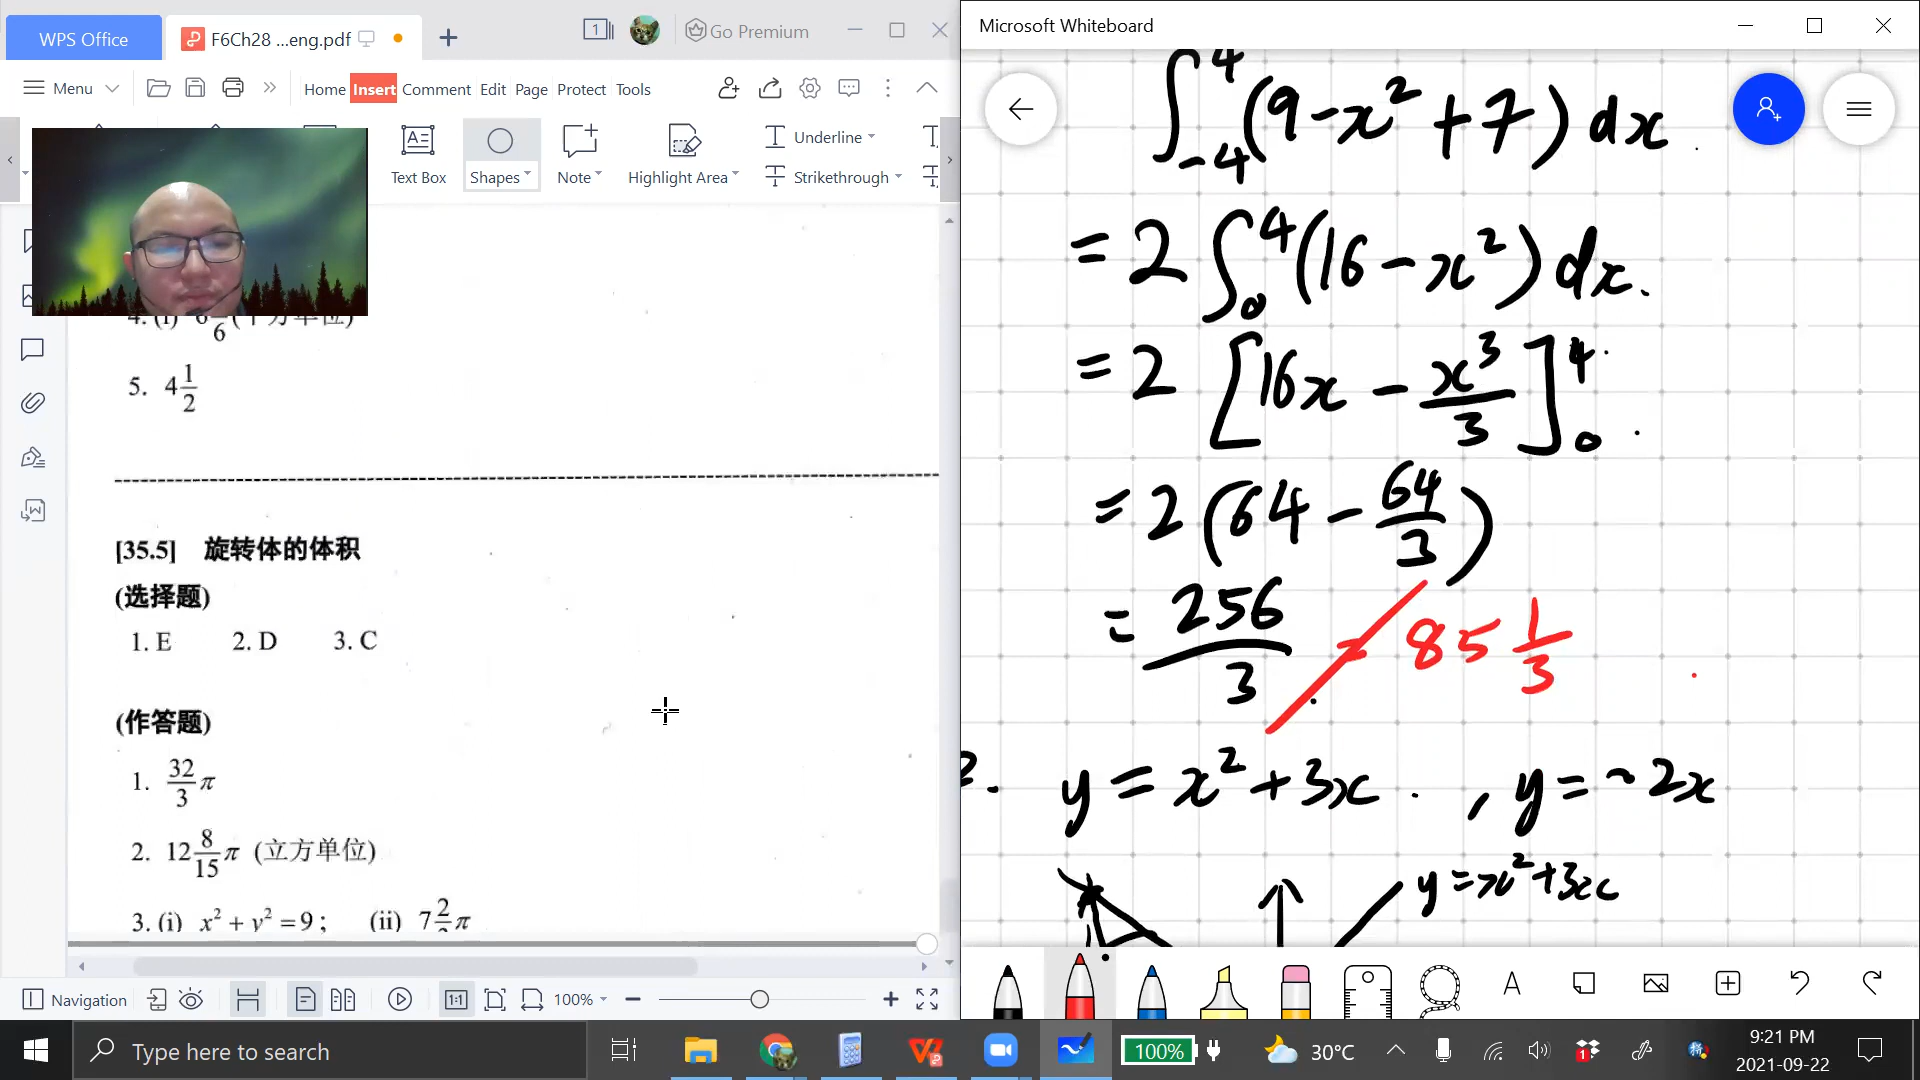 WPS Office
F6Ch28 ...eng.pdf
1
Go Premium
Menu
Home Insert Comment Edit Page Protect Tools
Text Box
Shapes
Note
Highlight Area
Underline
Strikethrough
5. 4 1/2
[35.5] 旋转体的体积
(选择题)
1. E 2. D 3. C
(作答题)
1. 32/3 π
2. 12 8/15 π (立方单位)
3. (i) x² + y² = 9 ; (ii) 7
Navigation
1:1
100%
Microsoft Whiteboard
∫₋₄⁴ (9-x²+7) dx
= 2 ∫₀⁴ (16-x²) dx
= 2 [16x - x³/3]₀⁴
= 2 (64 - 64/3)
= 256/3 = 85 1/3
y = x² + 3x , y = -2x
y = x² + 3x
A
Type here to search
100%
30°C
1
9:21 PM
2021-09-22